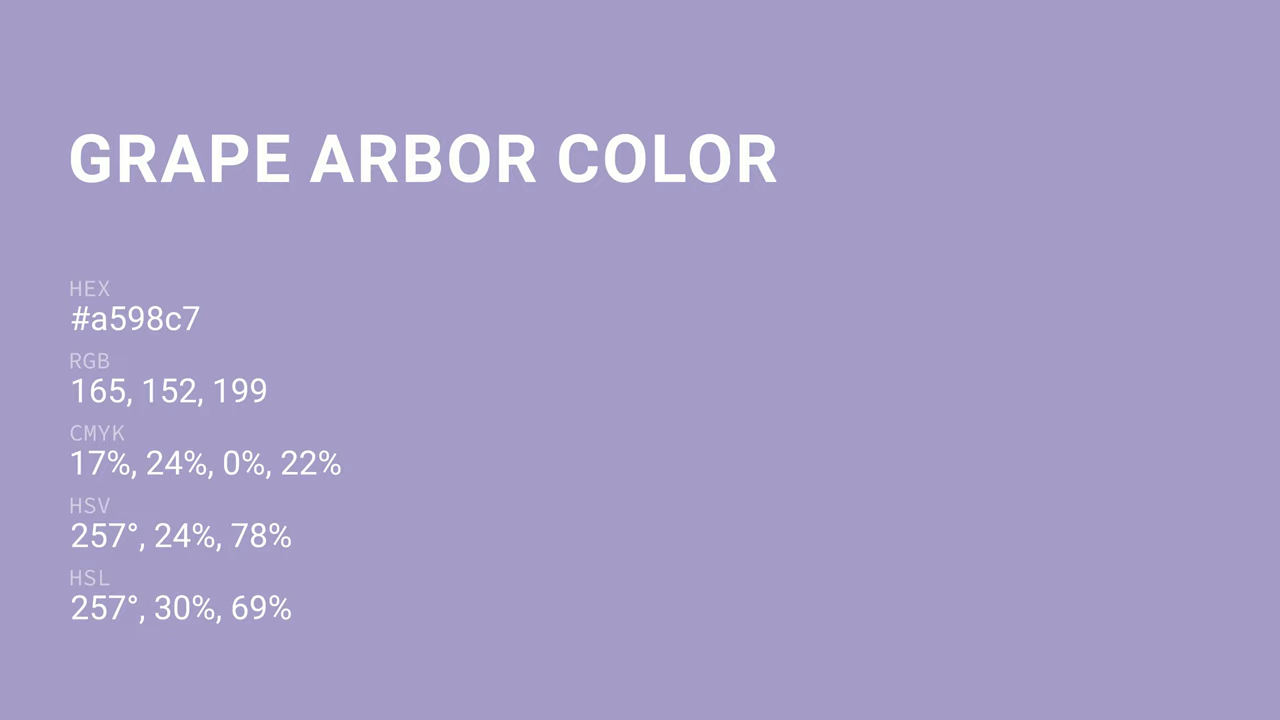 GRAPE ARBOR COLOR
HEX
#a598c7
RGB
165, 152, 199
CMYK
17%, 24%, 0%, 22%
HSV
257°, 24%, 78%
HSL
257°, 30%, 69%